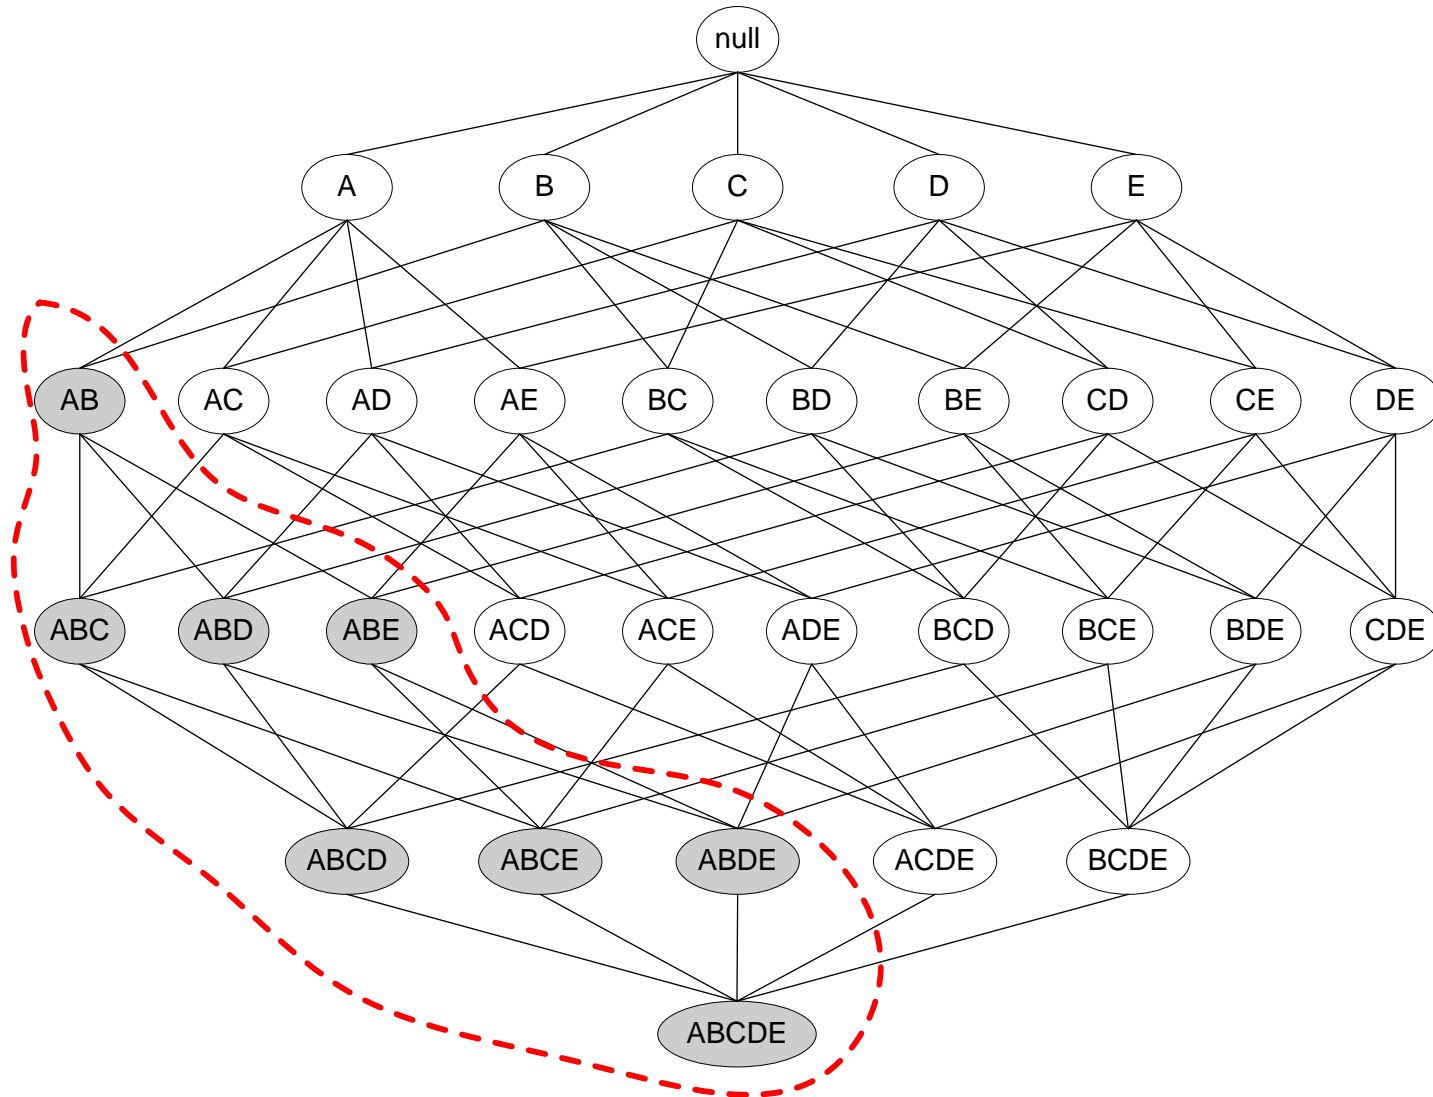 null
A B C D E
AB AC AD AE BC BD BE CD CE DE
ABC ABD ABE ACD ACE ADE BCD BCE BDE CDE
ABCD ABCE ABDE ACDE BCDE
ABCDE